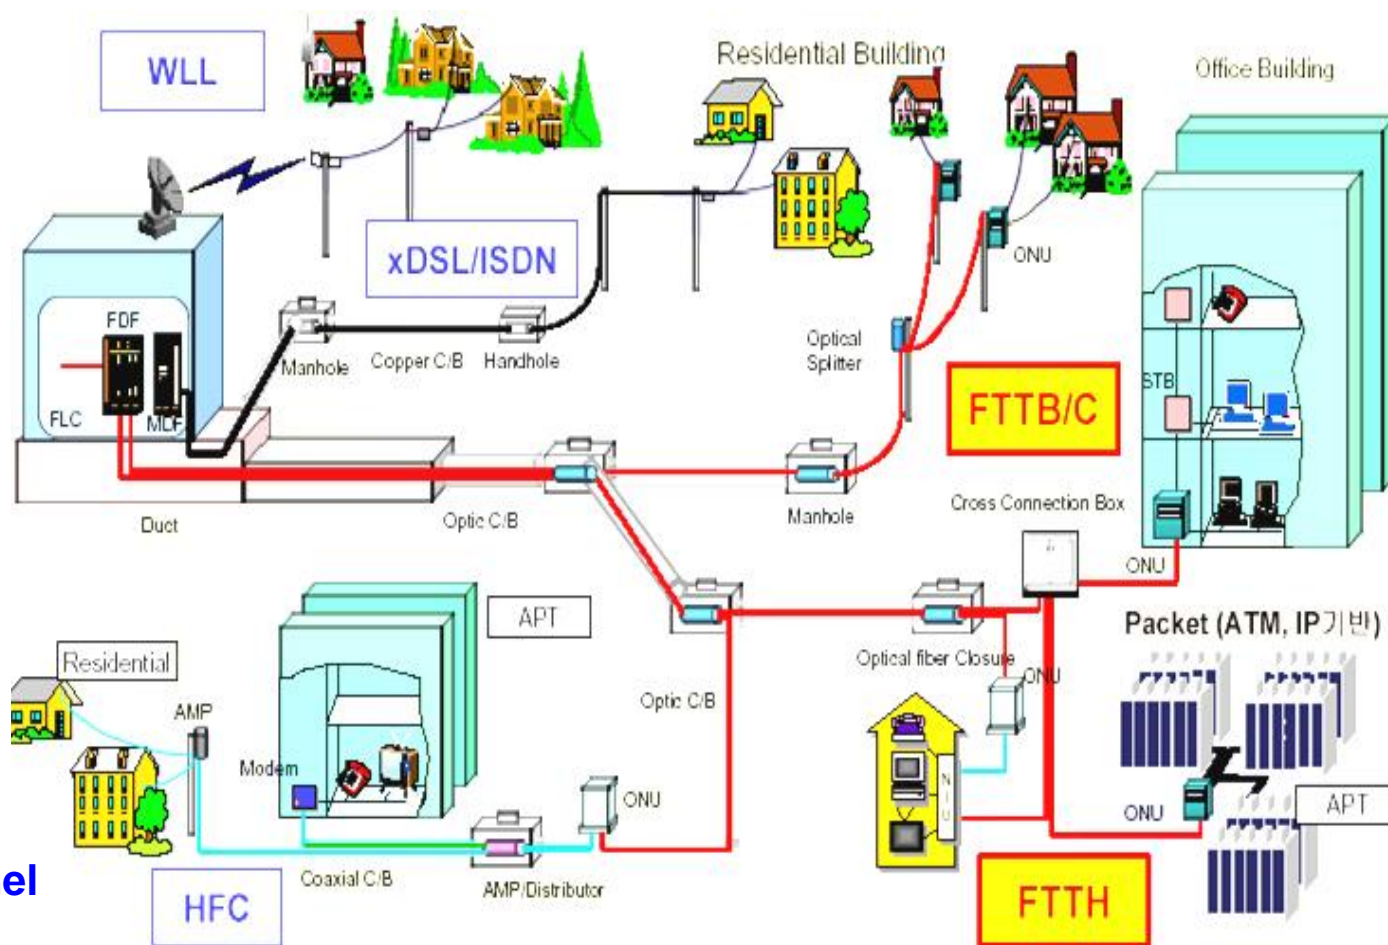 WLL
Residential Building
Office Building
xDSL/ISDN
ONU
FDF
Manhole
Copper C/B
Handhole
Optical
Splitter
FLC
MDF
STB
FTTB/C
Duct
Optic C/B
Manhole
Cross Connection Box
ONU
APT
Packet (ATM, IP기반)
Residential
Optical fiber Closure
ONU
AMP
Optic C/B
Modem
ONU
NIU
ONU
APT
Coaxial C/B
AMP/Distributor
el
HFC
FTTH